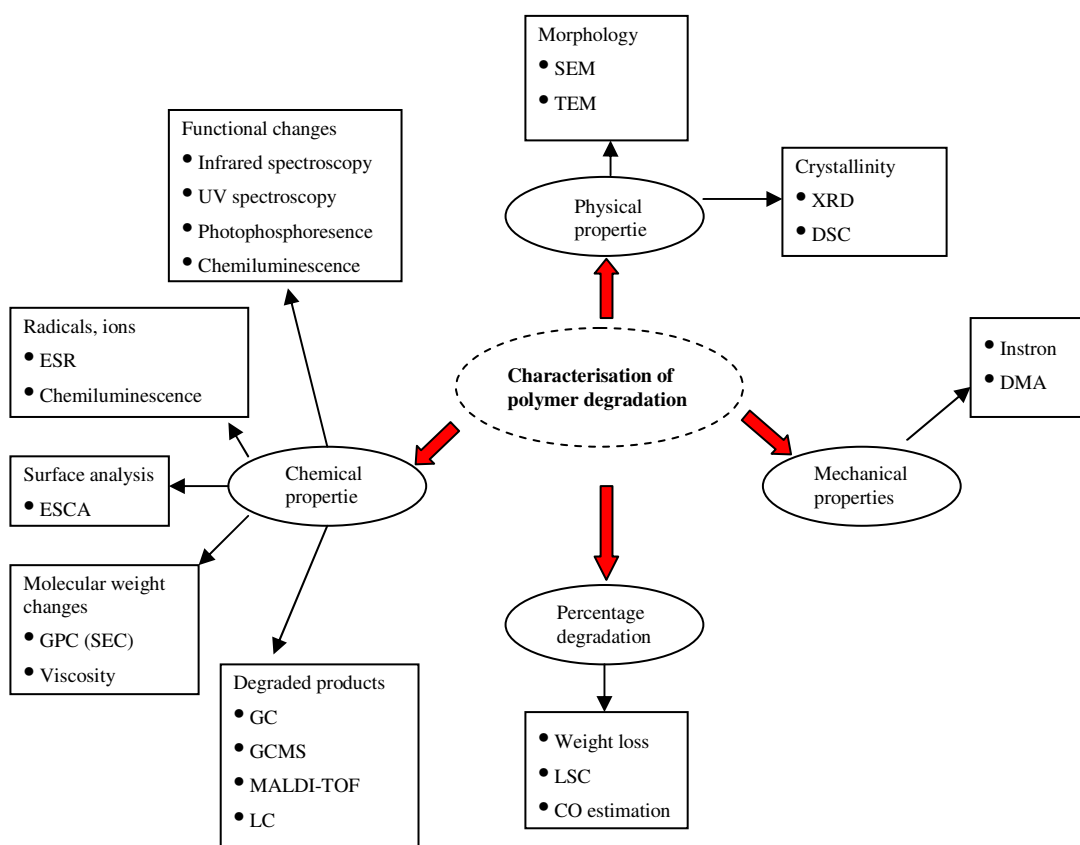 Morphology
• SEM
• TEM
Functional changes
• Infrared spectroscopy
• UV spectroscopy
• Photophosphoresence
• Chemiluminescence
Crystallinity
• XRD
• DSC
Physical
propertie
Radicals, ions
• ESR
• Chemiluminescence
Characterisation of
polymer degradation
• Instron
• DMA
Surface analysis
• ESCA
Chemical
propertie
Mechanical
properties
Molecular weight
changes
• GPC (SEC)
• Viscosity
Percentage
degradation
Degraded products
• GC
• GCMS
• MALDI-TOF
• LC
• Weight loss
• LSC
• CO estimation